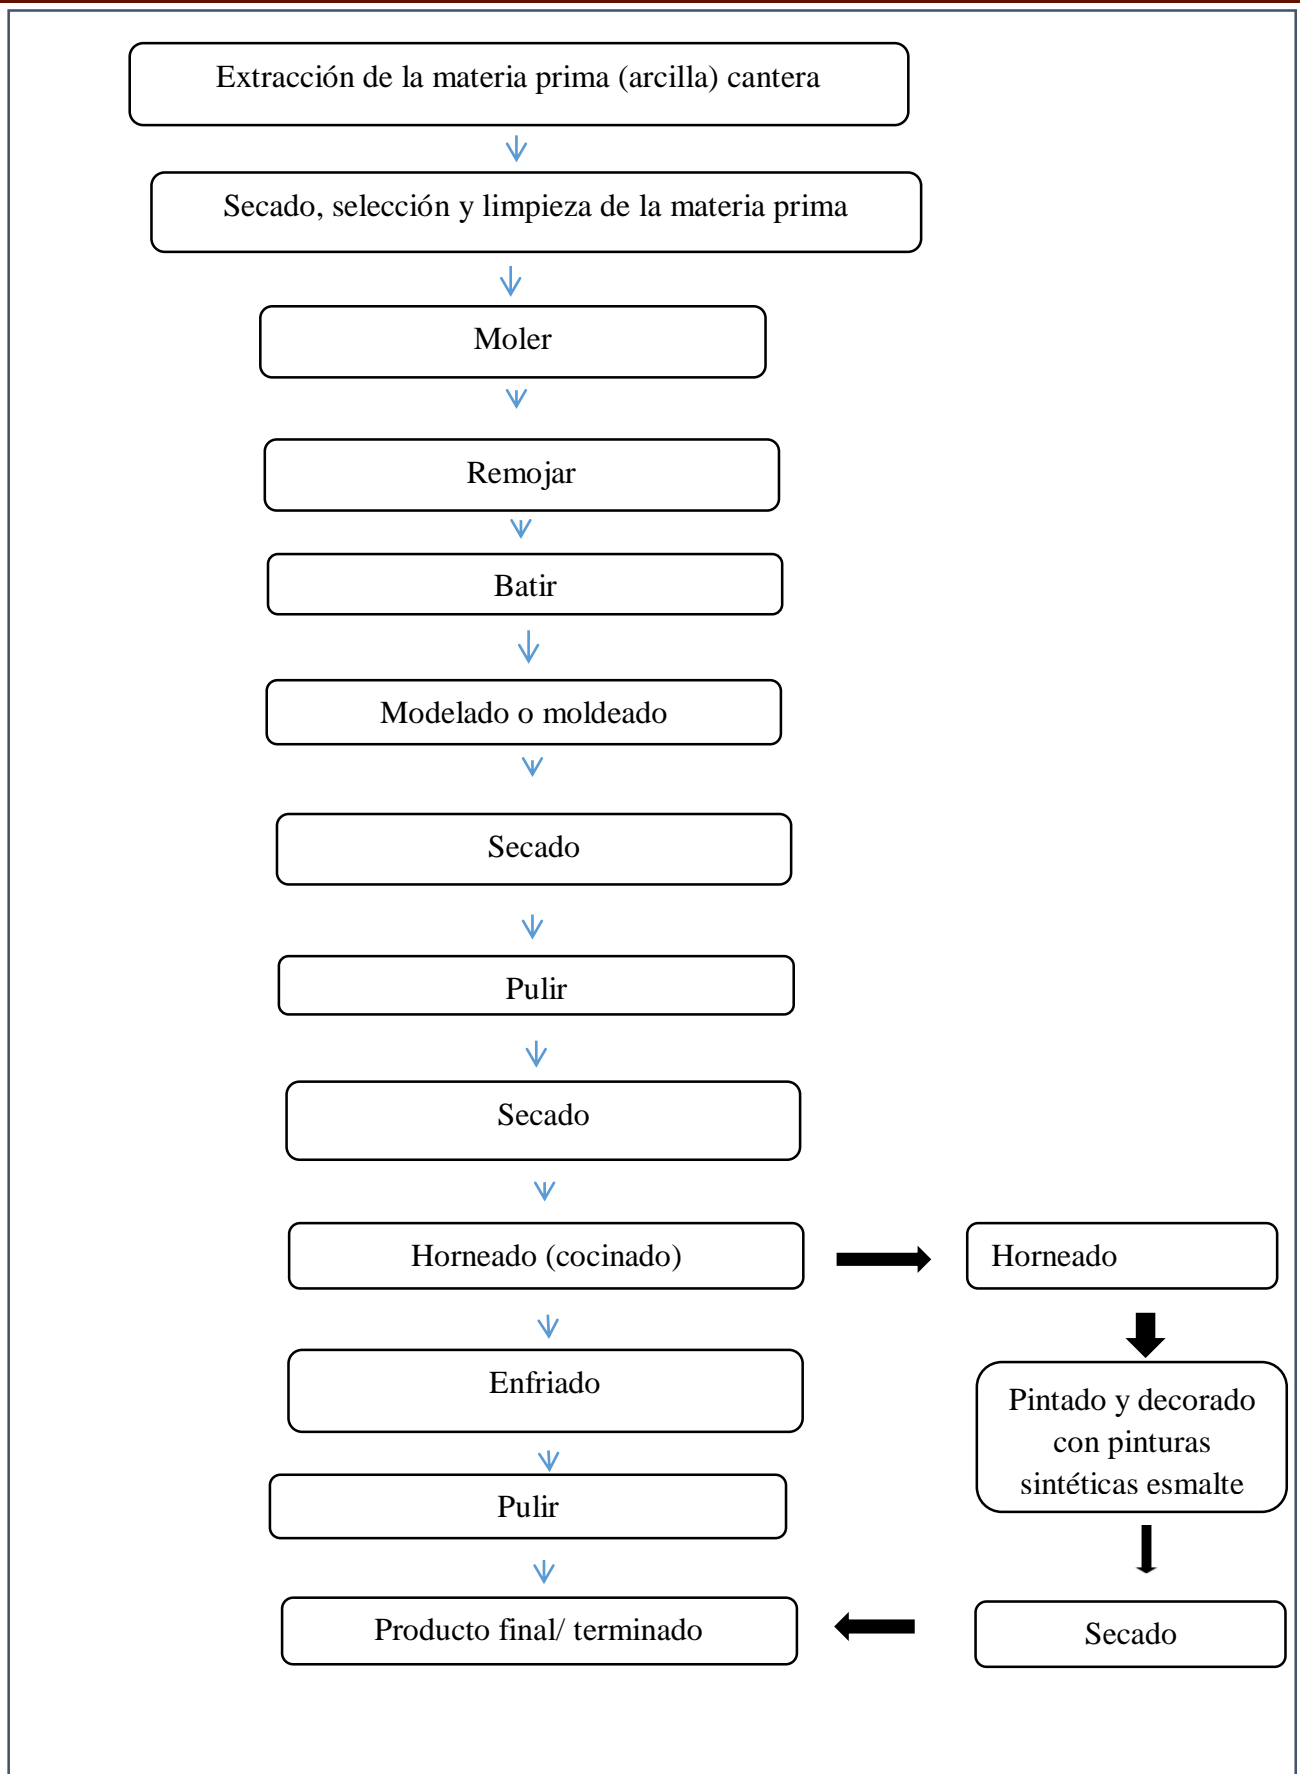 Extracción de la materia prima (arcilla) cantera
Secado, selección y limpieza de la materia prima
Moler
Remojar
Batir
Modelado o moldeado
Secado
Pulir
Secado
Horneado (cocinado)
Horneado
Enfriado
Pintado y decorado
con pinturas
sintéticas esmalte
Pulir
Producto final/ terminado
Secado